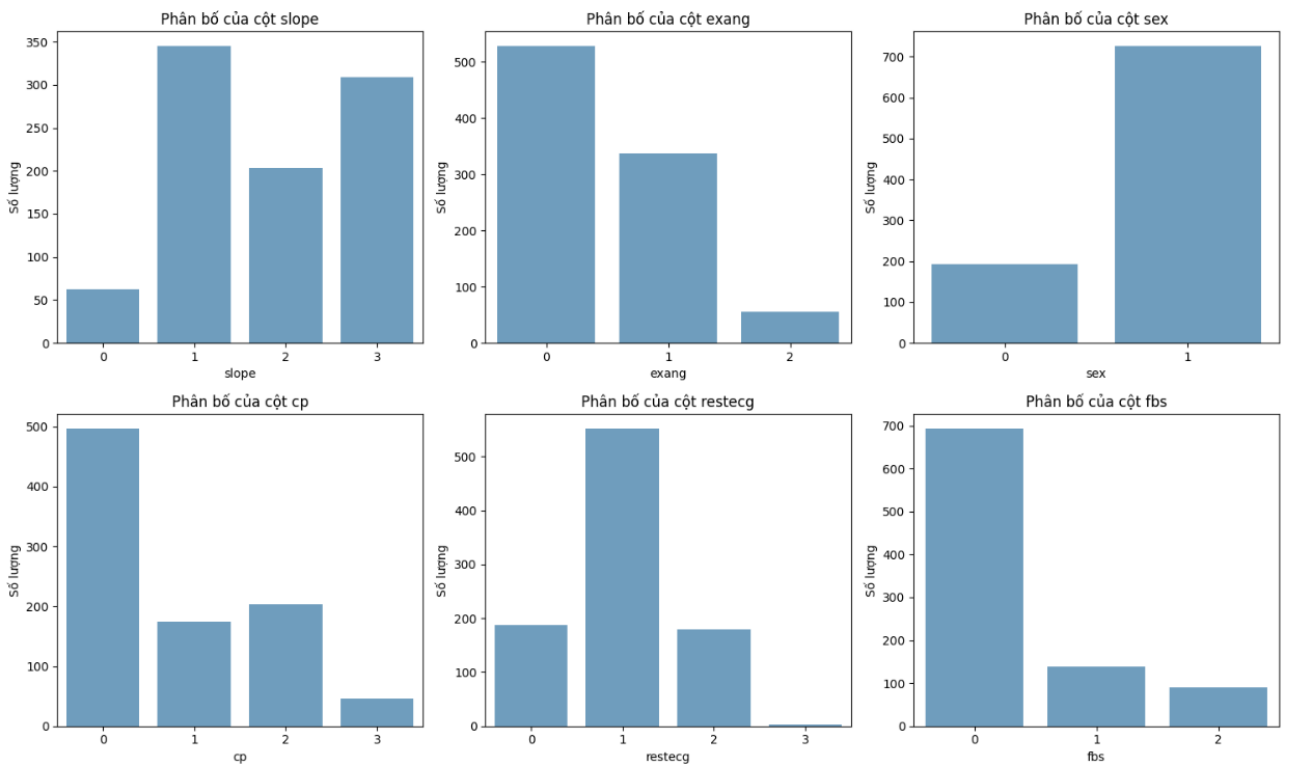 Phân bố của cột slope
350
300
250
200
150
100
50
0
Số lượng
0 1 2 3
slope
Phân bố của cột exang
500
400
300
200
100
0
Số lượng
0 1 2
exang
Phân bố của cột sex
700
600
500
400
300
200
100
0
Số lượng
0 1
sex
Phân bố của cột cp
500
400
300
200
100
0
Số lượng
0 1 2 3
cp
Phân bố của cột restecg
500
400
300
200
100
0
Số lượng
0 1 2 3
restecg
Phân bố của cột fbs
700
600
500
400
300
200
100
0
Số lượng
0 1 2
fbs